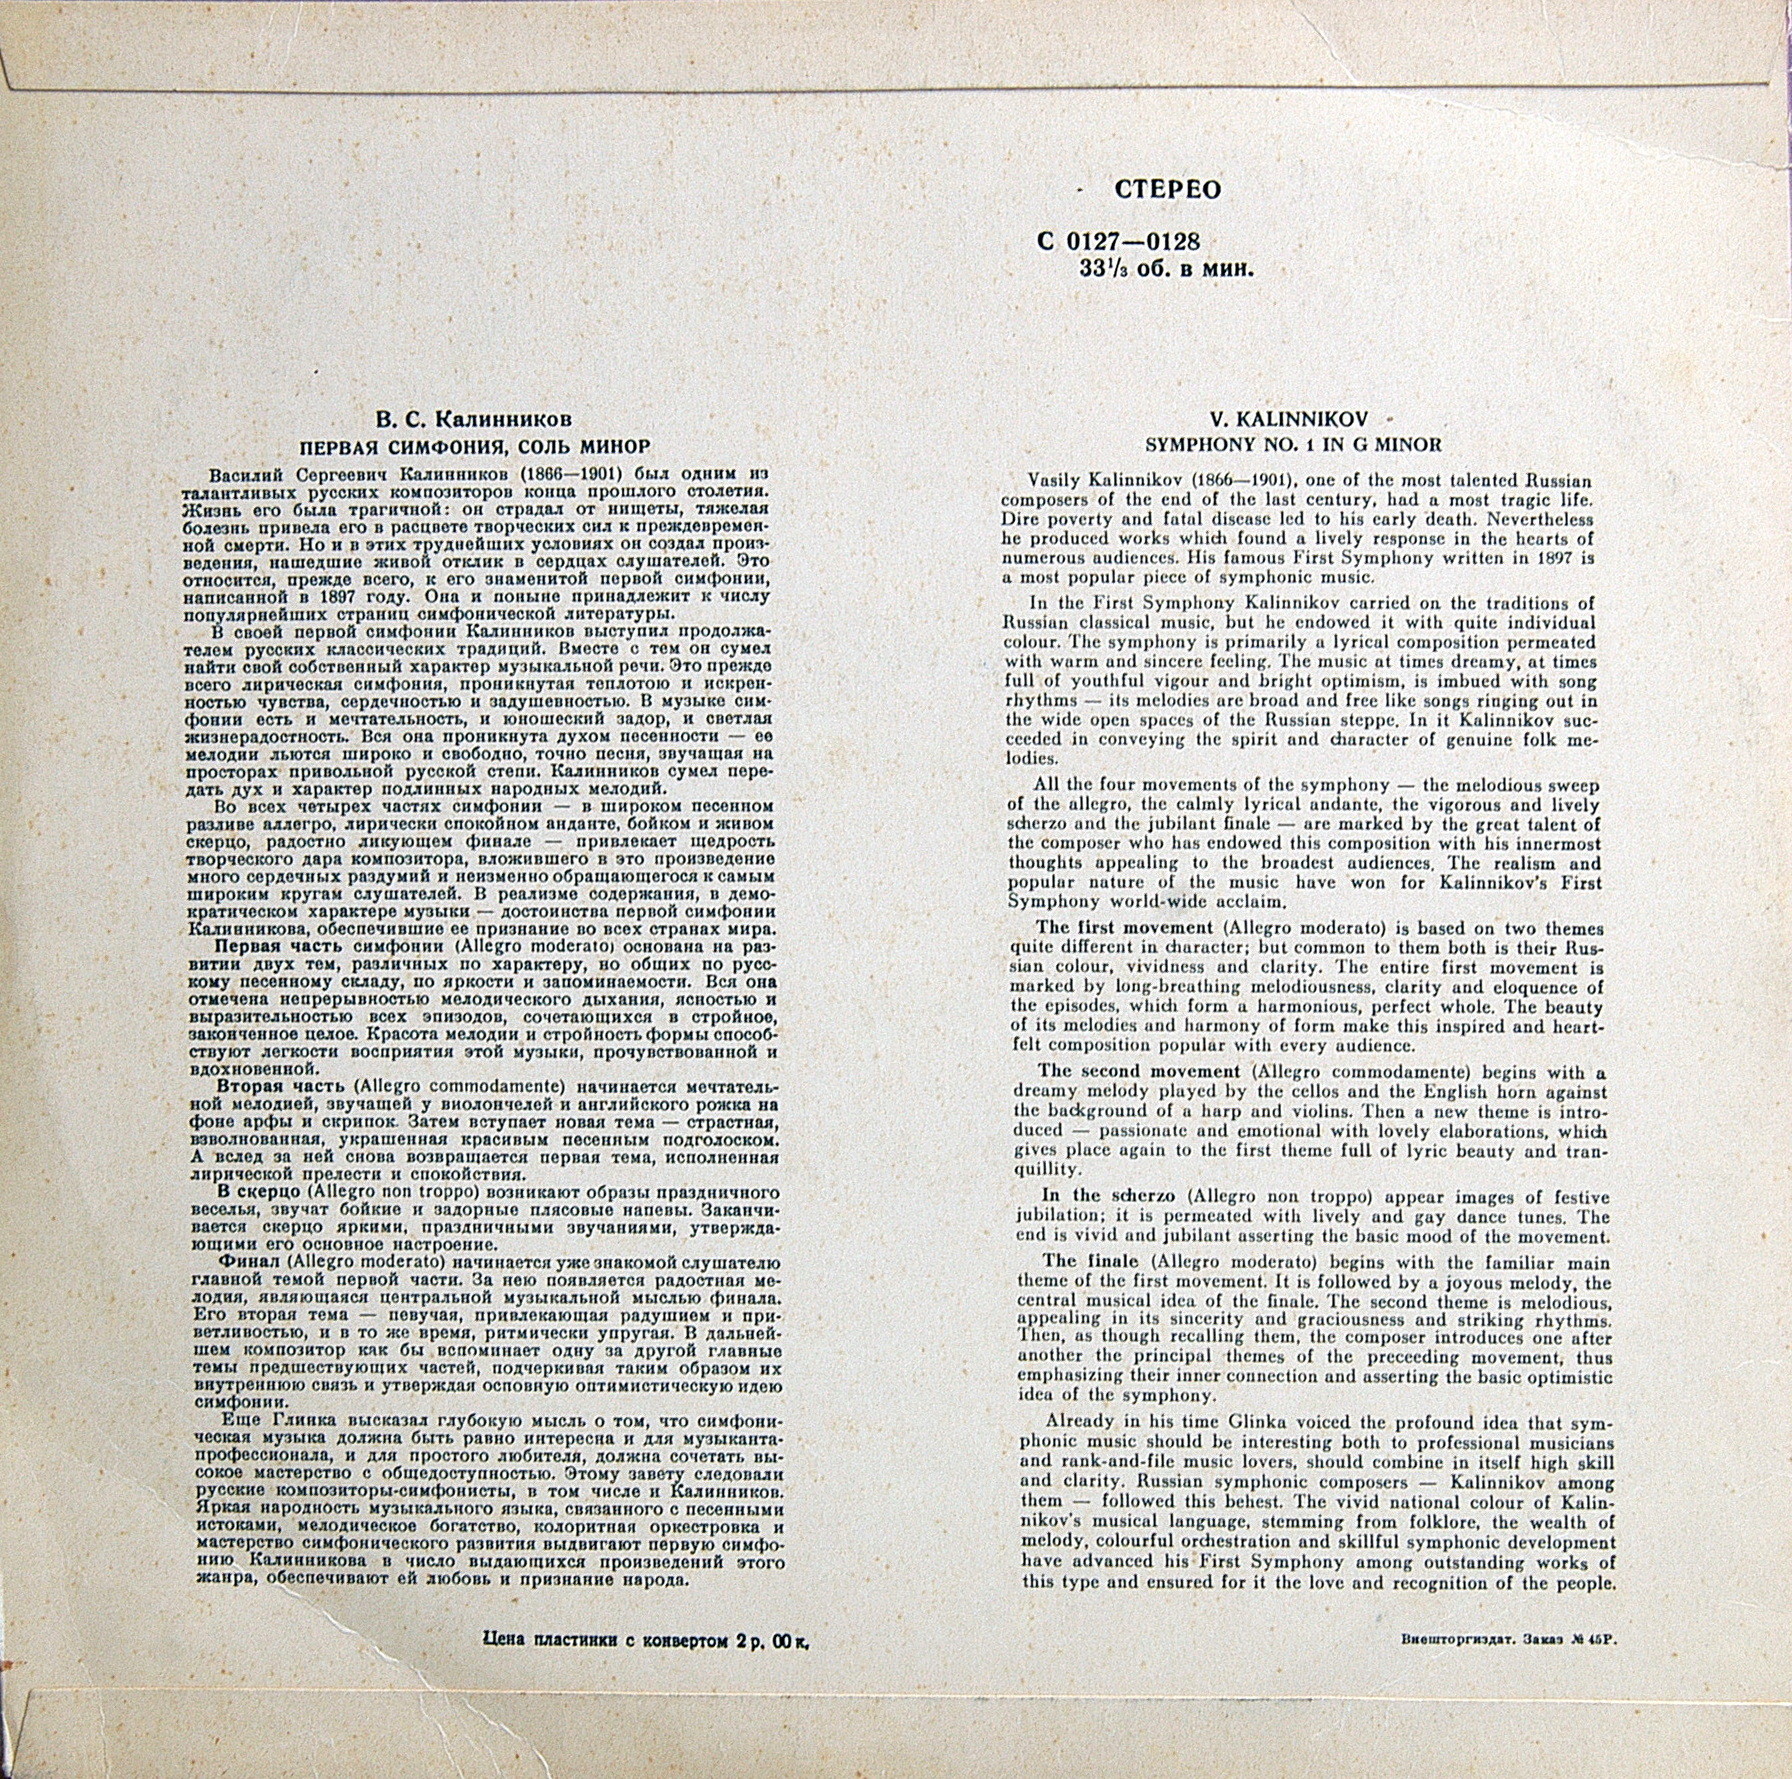 СТЕРЕО
С 0127—0128
33⅓ об. в мин.
В. С. Калинников
ПЕРВАЯ СИМФОНИЯ, СОЛЬ МИНОР
Василий Сергеевич Калинников (1866—1901) был одним из
талантливых русских композиторов конца прошлого столетия.
Жизнь его была трагичной: он страдал от нищеты, тяжелая
болезнь привела его в расцвете творческих сил к преждевремен-
ной смерти. Но и в этих труднейших условиях он создал произ-
ведения, нашедшие живой отклик в сердцах слушателей. Это
относится, прежде всего, к его знаменитой первой симфонии,
написанной в 1897 году. Она и поныне принадлежит к числу
популярнейших страниц симфонической литературы.
В своей первой симфонии Калинников выступил продолжа-
телем русских классических традиций. Вместе с тем он сумел
найти свой собственный характер музыкальной речи. Это прежде
всего лирическая симфония, проникнутая теплотою и искрен-
ностью чувства, сердечностью и задушевностью. В музыке сим-
фонии есть и мечтательность, и юношеский задор, и светлая
жизнерадостность. Вся она проникнута духом песенности — ее
мелодии льются широко и свободно, точно песня, звучащая на
просторах привольной русской степи. Калинников сумел пере-
дать дух и характер подлинных народных мелодий.
Во всех четырех частях симфонии — в широком песенном
разливе аллегро, лирически спокойном анданте, бойком и живом
скерцо, радостно ликующем финале — привлекает щедрость
творческого дара композитора, вложившего в это произведение
много сердечных раздумий и неизменно обращающегося к самым
широким кругам слушателей. В реализме содержания, в демо-
кратическом характере музыки — достоинства первой симфонии
Калинникова, обеспечившие ее признание во всех странах мира.
Первая часть симфонии (Allegro moderato) основана на раз-
витии двух тем, различных по характеру, но общих по русс-
кому песенному складу, по яркости и запоминаемости. Вся она
отмечена непрерывностью мелодического дыхания, ясностью и
выразительностью всех эпизодов, сочетающихся в стройное,
законченное целое. Красота мелодии и стройность формы способ-
ствуют легкости восприятия этой музыки, прочувствованной и
вдохновенной.
Вторая часть (Allegro commodamente) начинается мечтатель-
ной мелодией, звучащей у виолончелей и английского рожка на
фоне арфы и скрипок. Затем вступает новая тема — страстная,
взволнованная, украшенная красивым песенным подголоском.
А вслед за ней снова возвращается первая тема, исполненная
лирической прелести и спокойствия.
В скерцо (Allegro non troppo) возникают образы праздничного
веселья, звучат бойкие и задорные плясовые напевы. Заканчи-
вается скерцо яркими, праздничными звучаниями, утвержда-
ющими его основное настроение.
Финал (Allegro moderato) начинается уже знакомой слушателю
главной темой первой части. За нею появляется радостная ме-
лодия, являющаяся центральной музыкальной мыслью финала.
Его вторая тема — певучая, привлекающая радушием и при-
ветливостью, и в то же время, ритмически упругая. В дальней-
шем композитор как бы вспоминает одну за другой главные
темы предшествующих частей, подчеркивая таким образом их
внутреннюю связь и утверждая основную оптимистическую идею
симфонии.
Еще Глинка высказал глубокую мысль о том, что симфони-
ческая музыка должна быть равно интересна и для музыканта-
профессионала, и для простого любителя, должна сочетать вы-
сокое мастерство с общедоступностью. Этому завету следовали
русские композиторы-симфонисты, в том числе и Калинников.
Яркая народность музыкального языка, связанного с песенными
истоками, мелодическое богатство, колоритная оркестровка и
мастерство симфонического развития выдвигают первую симфо-
нию Калинникова в число выдающихся произведений этого
жанра, обеспечивают ей любовь и признание народа.
Цена пластинки с конвертом 2 р. 00 к.
V. KALINNIKOV
SYMPHONY NO. 1 IN G MINOR
Vasily Kalinnikov (1866—1901), one of the most talented Russian
composers of the end of the last century, had a most tragic life.
Dire poverty and fatal disease led to his early death. Nevertheless
he produced works which found a lively response in the hearts of
numerous audiences. His famous First Symphony written in 1897 is
a most popular piece of symphonic music.
In the First Symphony Kalinnikov carried on the traditions of
Russian classical music, but he endowed it with quite individual
colour. The symphony is primarily a lyrical composition permeated
with warm and sincere feeling. The music at times dreamy, at times
full of youthful vigour and bright optimism, is imbued with song
rhythms — its melodies are broad and free like songs ringing out in
the wide open spaces of the Russian steppe. In it Kalinnikov suc-
ceeded in conveying the spirit and character of genuine folk me-
lodies.
All the four movements of the symphony — the melodious sweep
of the allegro, the calmly lyrical andante, the vigorous and lively
scherzo and the jubilant finale — are marked by the great talent of
the composer who has endowed this composition with his innermost
thoughts appealing to the broadest audiences. The realism and
popular nature of the music have won for Kalinnikov's First
Symphony world-wide acclaim.
The first movement (Allegro moderato) is based on two themes
quite different in character; but common to them both is their Rus-
sian colour, vividness and clarity. The entire first movement is
marked by long-breathing melodiousness, clarity and eloquence of
the episodes, which form a harmonious, perfect whole. The beauty
of its melodies and harmony of form make this inspired and heart-
felt composition popular with every audience.
The second movement (Allegro commodamente) begins with a
dreamy melody played by the cellos and the English horn against
the background of a harp and violins. Then a new theme is intro-
duced — passionate and emotional with lovely elaborations, which
gives place again to the first theme full of lyric beauty and tran-
quillity.
In the scherzo (Allegro non troppo) appear images of festive
jubilation; it is permeated with lively and gay dance tunes. The
end is vivid and jubilant asserting the basic mood of the movement.
The finale (Allegro moderato) begins with the familiar main
theme of the first movement. It is followed by a joyous melody, the
central musical idea of the finale. The second theme is melodious,
appealing in its sincerity and graciousness and striking rhythms.
Then, as though recalling them, the composer introduces one after
another the principal themes of the preceeding movement, thus
emphasizing their inner connection and asserting the basic optimistic
idea of the symphony.
Already in his time Glinka voiced the profound idea that sym-
phonic music should be interesting both to professional musicians
and rank-and-file music lovers, should combine in itself high skill
and clarity. Russian symphonic composers — Kalinnikov among
them — followed this behest. The vivid national colour of Kalin-
nikov's musical language, stemming from folklore, the wealth of
melody, colourful orchestration and skillful symphonic development
have advanced his First Symphony among outstanding works of
this type and ensured for it the love and recognition of the people.
Внешторгиздат. Заказ № 45Р.